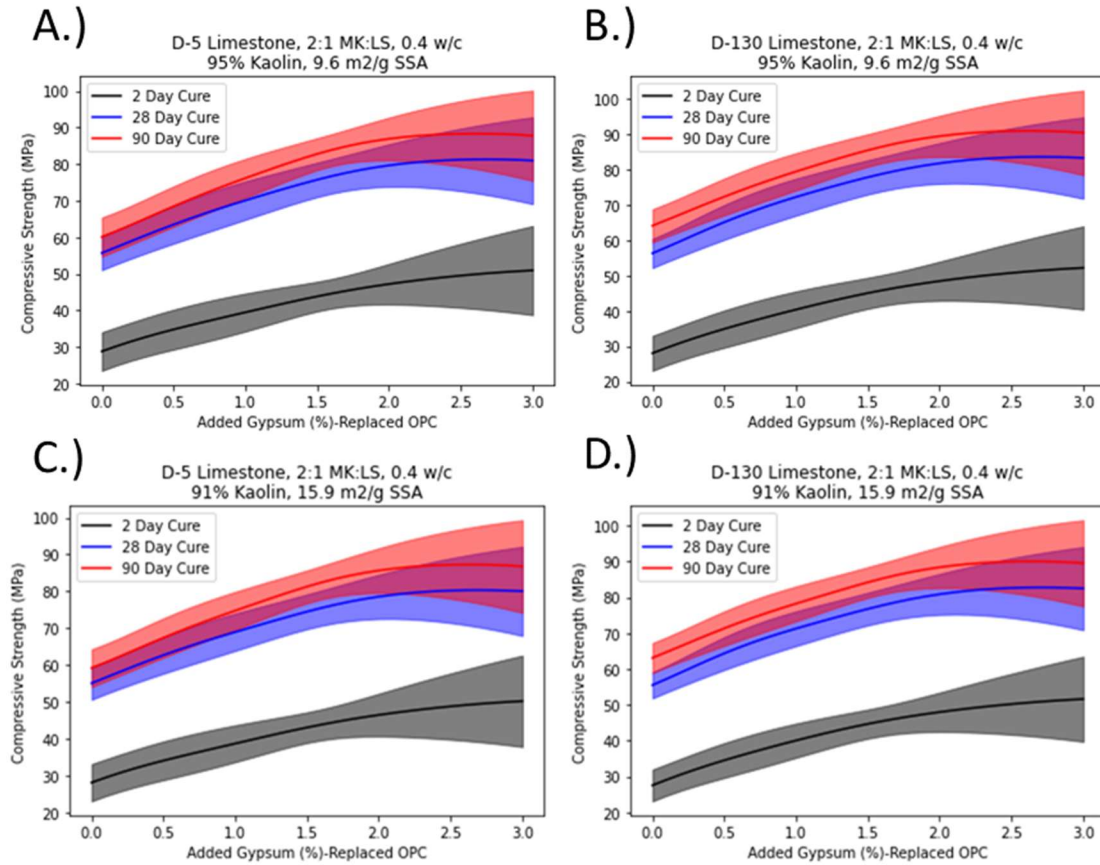 A.)
D-5 Limestone, 2:1 MK:LS, 0.4 w/c
95% Kaolin, 9.6 m2/g SSA
100
90
80
70
60
50
40
30
20
Compressive Strength (MPa)
2 Day Cure
28 Day Cure
90 Day Cure
0.0 0.5 1.0 1.5 2.0 2.5 3.0
Added Gypsum (%)-Replaced OPC
B.)
D-130 Limestone, 2:1 MK:LS, 0.4 w/c
95% Kaolin, 9.6 m2/g SSA
100
90
80
70
60
50
40
30
20
Compressive Strength (MPa)
2 Day Cure
28 Day Cure
90 Day Cure
0.0 0.5 1.0 1.5 2.0 2.5 3.0
Added Gypsum (%)-Replaced OPC
C.)
D-5 Limestone, 2:1 MK:LS, 0.4 w/c
91% Kaolin, 15.9 m2/g SSA
100
90
80
70
60
50
40
30
20
Compressive Strength (MPa)
2 Day Cure
28 Day Cure
90 Day Cure
0.0 0.5 1.0 1.5 2.0 2.5 3.0
Added Gypsum (%)-Replaced OPC
D.)
D-130 Limestone, 2:1 MK:LS, 0.4 w/c
91% Kaolin, 15.9 m2/g SSA
100
90
80
70
60
50
40
30
20
Compressive Strength (MPa)
2 Day Cure
28 Day Cure
90 Day Cure
0.0 0.5 1.0 1.5 2.0 2.5 3.0
Added Gypsum (%)-Replaced OPC